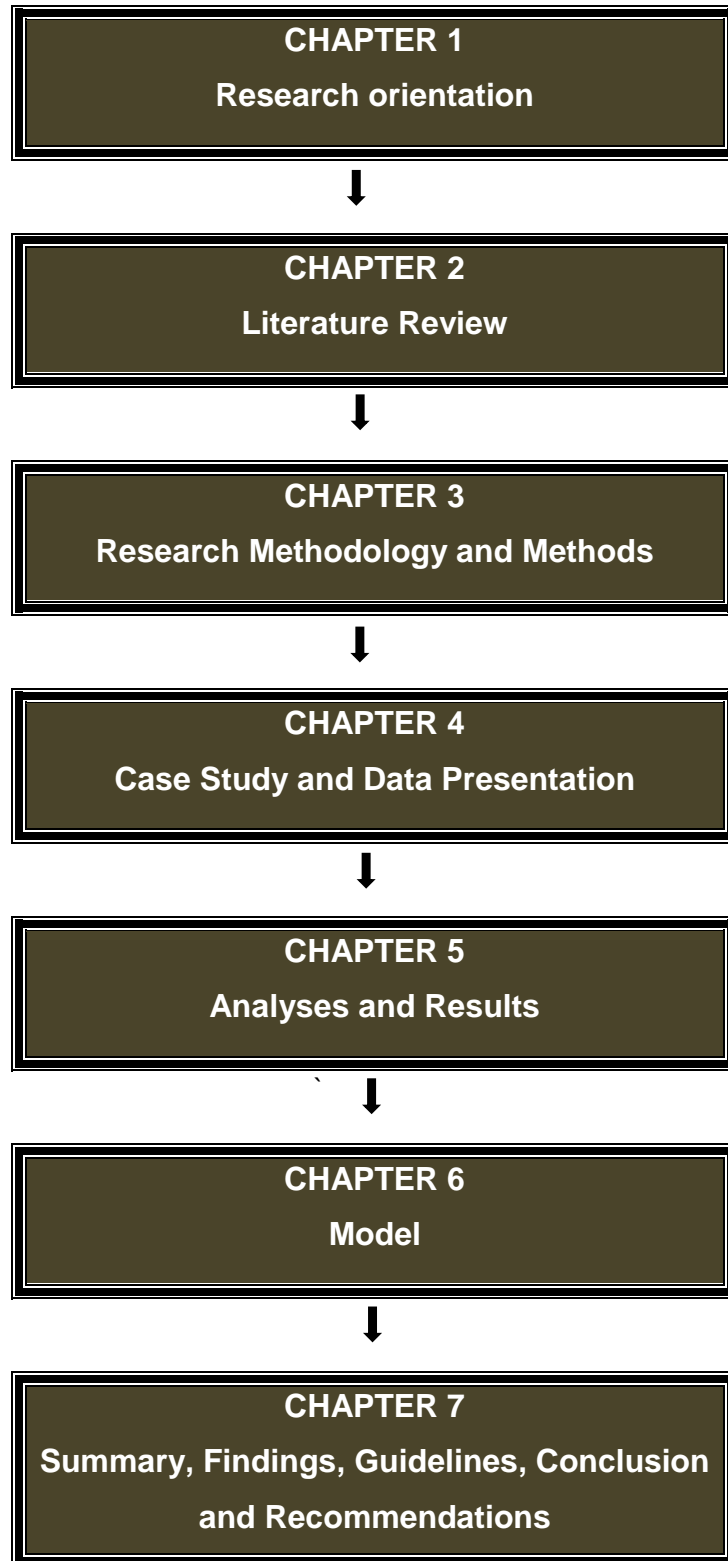 CHAPTER 1
Research orientation
CHAPTER 2
Literature Review
CHAPTER 3
Research Methodology and Methods
CHAPTER 4
Case Study and Data Presentation
CHAPTER 5
Analyses and Results
`
CHAPTER 6
Model
CHAPTER 7
Summary, Findings, Guidelines, Conclusion
and Recommendations